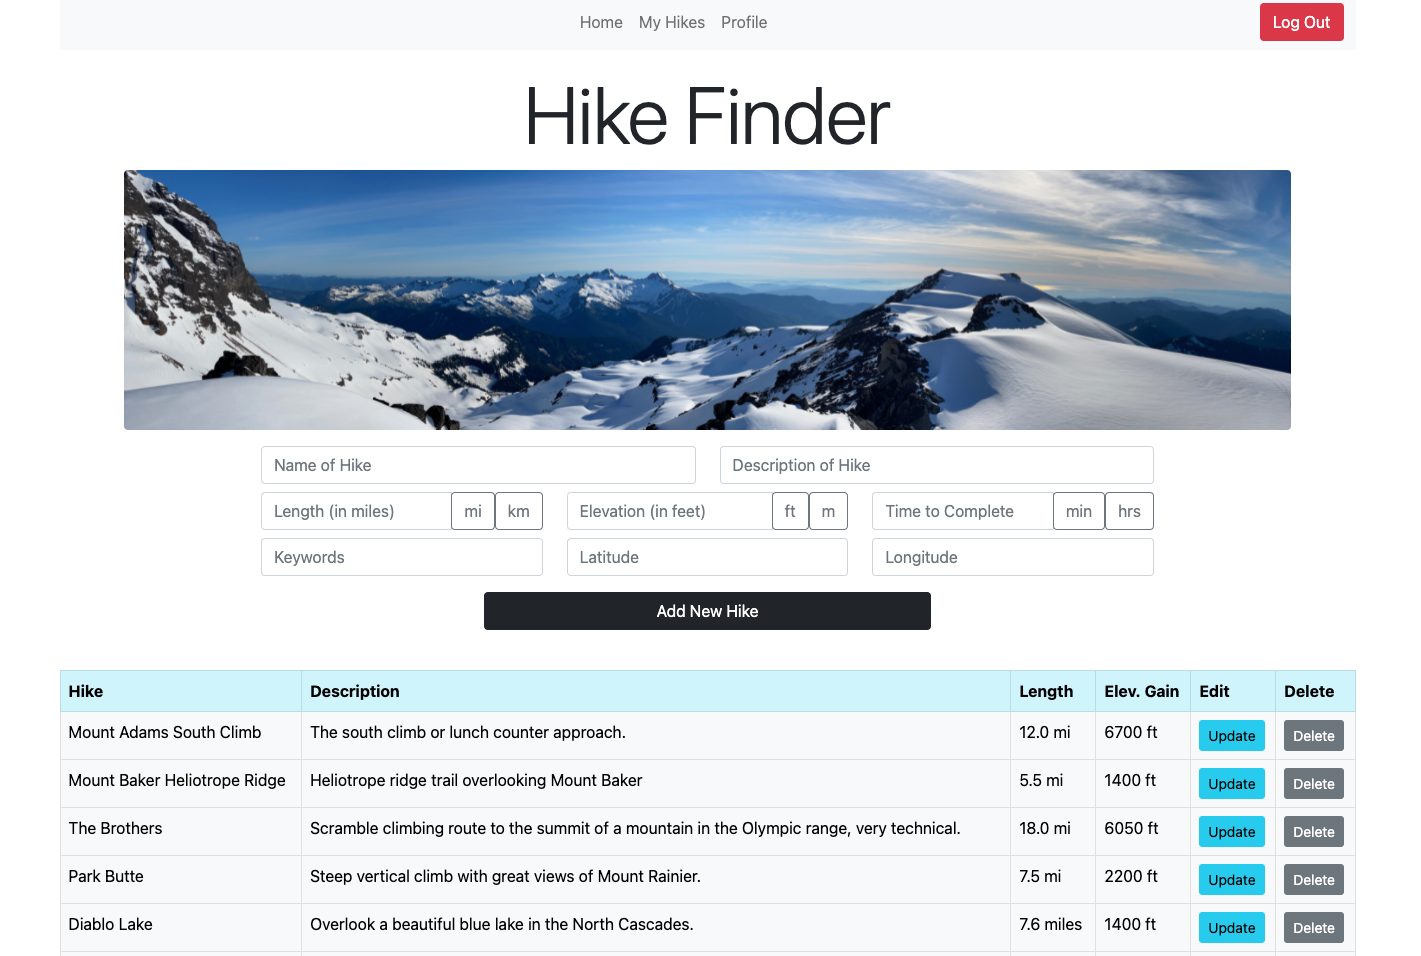 Home My Hikes Profile Log Out
Hike Finder
Name of Hike Description of Hike
Length (in miles) mi km Elevation (in feet) ft m Time to Complete min hrs
Keywords Latitude Longitude
Add New Hike
Hike Description Length Elev. Gain Edit Delete
Mount Adams South Climb The south climb or lunch counter approach. 12.0 mi 6700 ft Update Delete
Mount Baker Heliotrope Ridge Heliotrope ridge trail overlooking Mount Baker 5.5 mi 1400 ft Update Delete
The Brothers Scramble climbing route to the summit of a mountain in the Olympic range, very technical. 18.0 mi 6050 ft Update Delete
Park Butte Steep vertical climb with great views of Mount Rainier. 7.5 mi 2200 ft Update Delete
Diablo Lake Overlook a beautiful blue lake in the North Cascades. 7.6 miles 1400 ft Update Delete